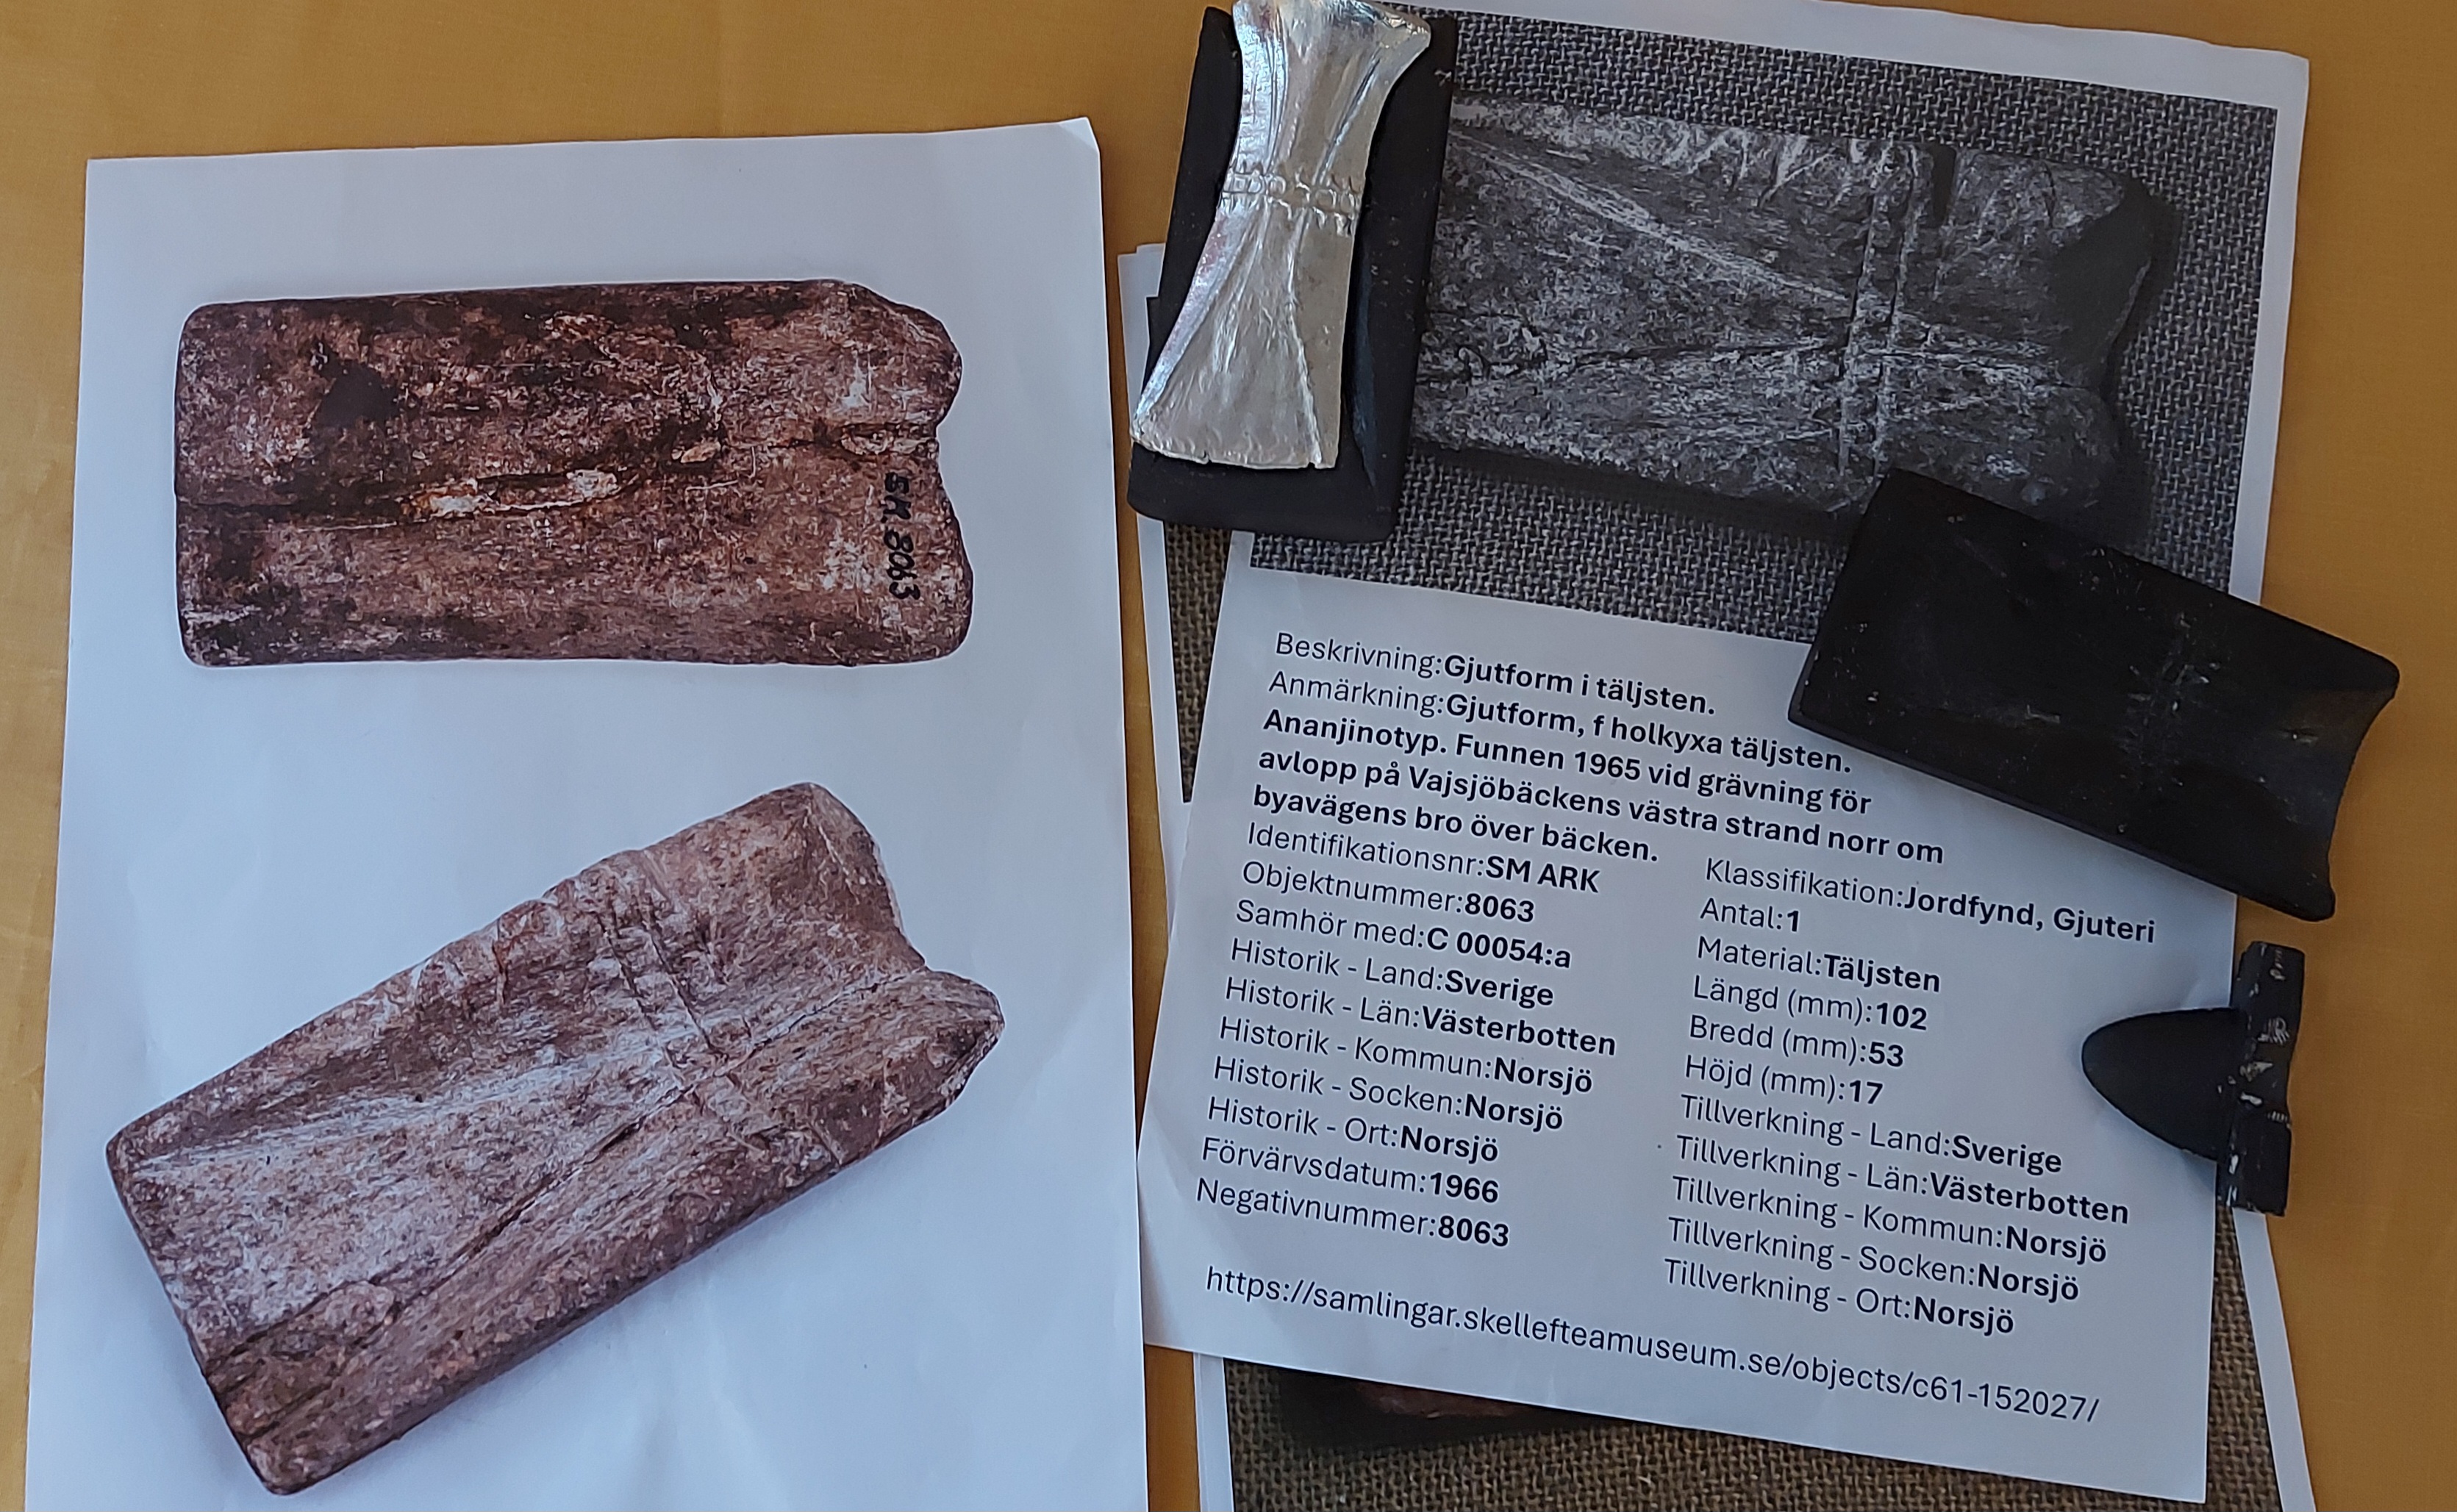 SK. 8063
Beskrivning:Gjutform i täljsten.
Anmärkning:Gjutform, f holkyxa täljsten.
Ananjinotyp. Funnen 1965 vid grävning för
avlopp på Vajsjöbäckens västra strand norr om
byavägens bro över bäcken.
Identifikationsnr:SM ARK
Objektnummer:8063
Samhör med:C 00054:a
Historik - Land:Sverige
Historik - Län:Västerbotten
Historik - Kommun:Norsjö
Historik - Socken:Norsjö
Historik - Ort:Norsjö
Förvärvsdatum:1966
Negativnummer:8063
Klassifikation:Jordfynd, Gjuteri
Antal:1
Material:Täljsten
Längd (mm):102
Bredd (mm):53
Höjd (mm):17
Tillverkning - Land:Sverige
Tillverkning - Län:Västerbotten
Tillverkning - Kommun:Norsjö
Tillverkning - Socken:Norsjö
Tillverkning - Ort:Norsjö
https://samlingar.skellefteamuseum.se/objects/c61-152027/